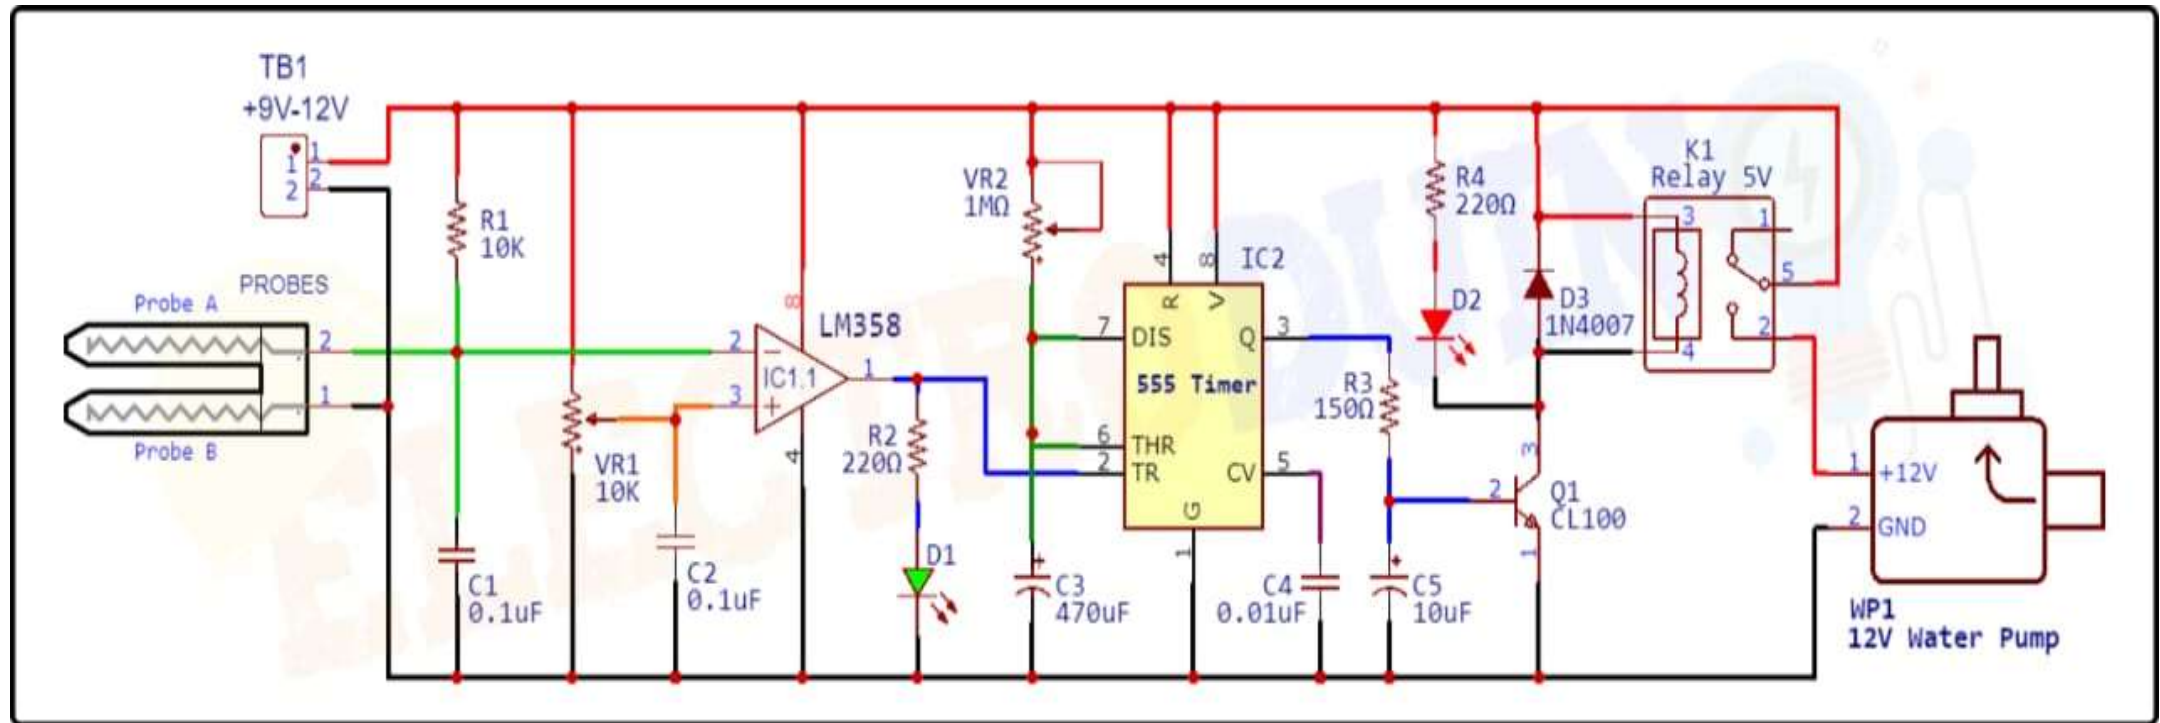 TB1
+9V-12V
1
1
2
2
PROBES
Probe A
2
1
Probe B
R1
10K
C1
0.1uF
VR1
10K
C2
0.1uF
LM358
8
2
−
IC1.1
1
3
+
4
R2
220Ω
D1
VR2
1MΩ
+
C3
470uF
IC2
4
8
R
V
7
DIS
Q
3
555 Timer
6
THR
2
TR
CV
5
G
1
C4
0.01uF
R3
150Ω
+
C5
10uF
R4
220Ω
D2
D3
1N4007
3
2
Q1
CL100
1
K1
Relay 5V
3
1
5
2
4
1
+12V
2
GND
WP1
12V Water Pump
ELECTRODUINO